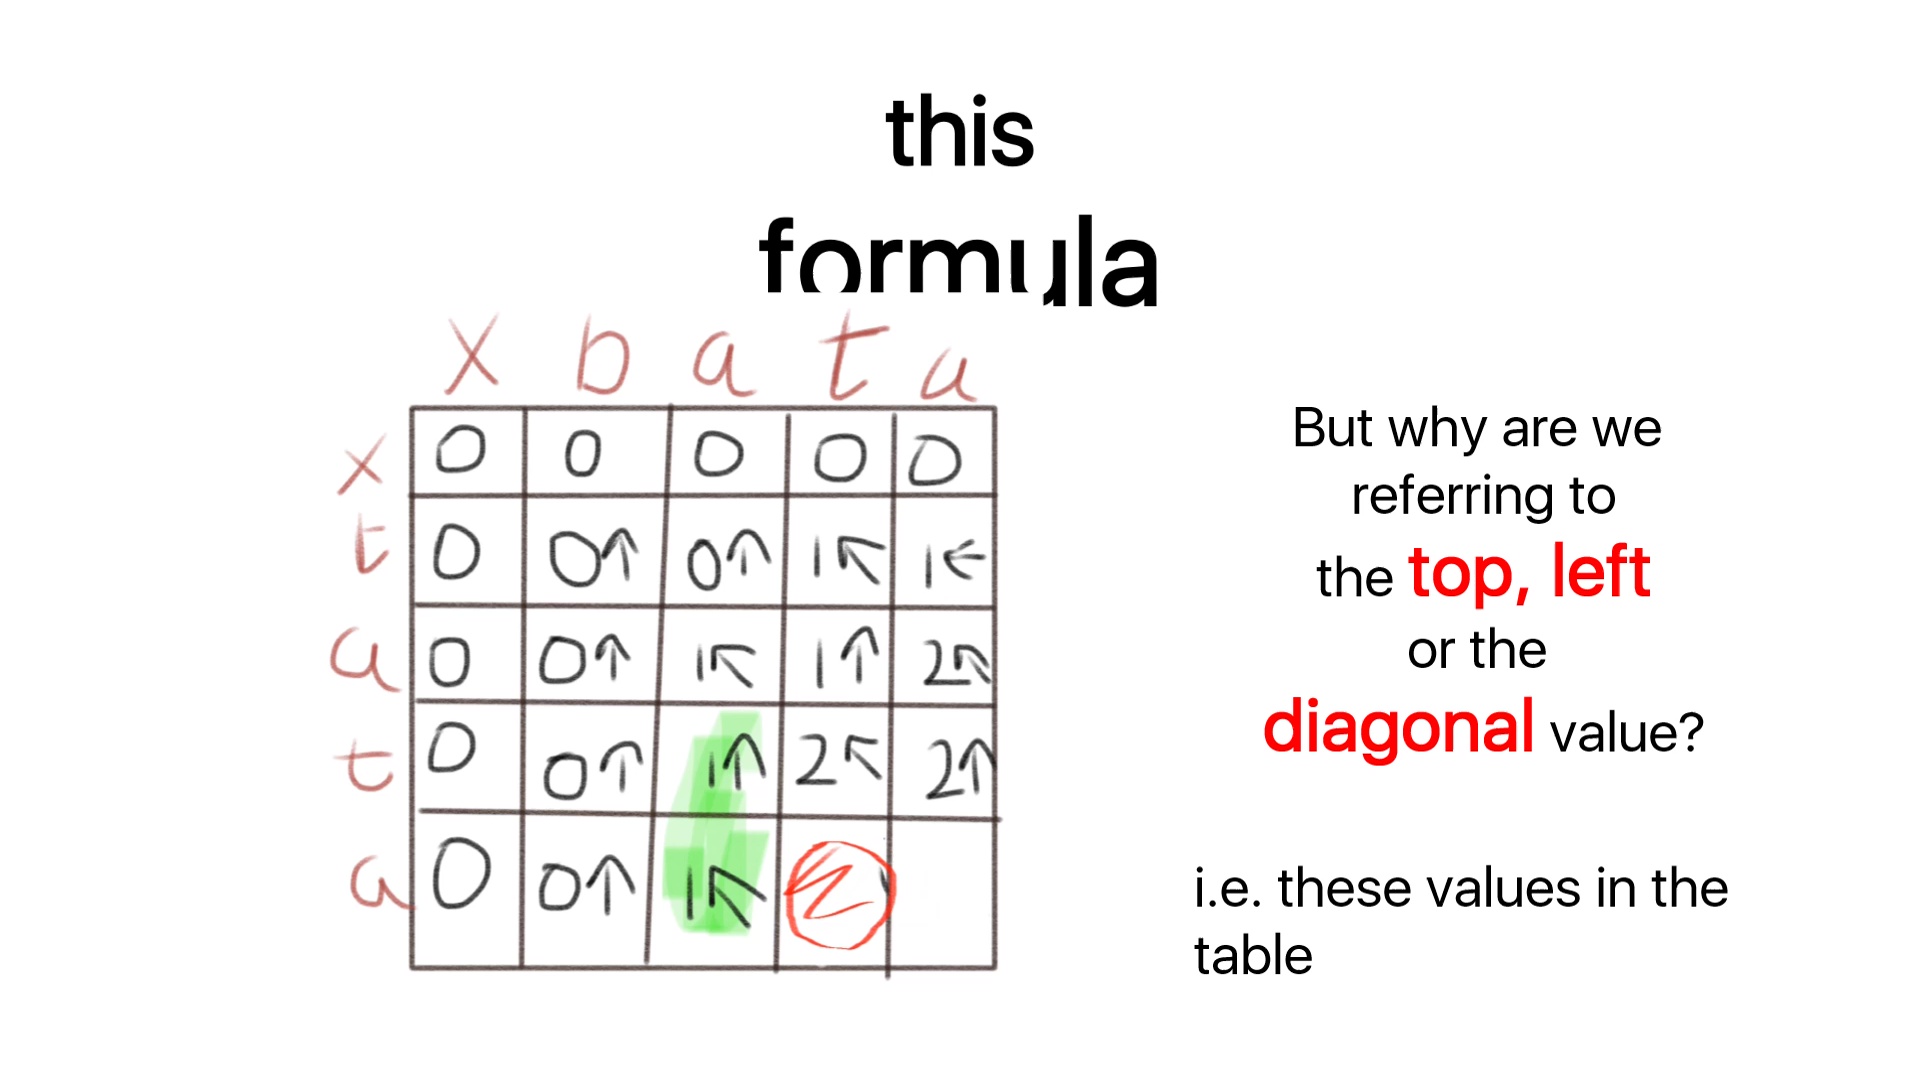 this
formula
x b a t a
x 0 0 0 0 0
t 0 0↑ 0↑ 1↖ 1←
a 0 0↑ 1↖ 1↑ 2↖
t 0 0↑ 1↑ 2↖ 2↑
a 0 0↑ 1↖ 2
But why are we
referring to
the top, left
or the
diagonal value?
i.e. these values in the
table